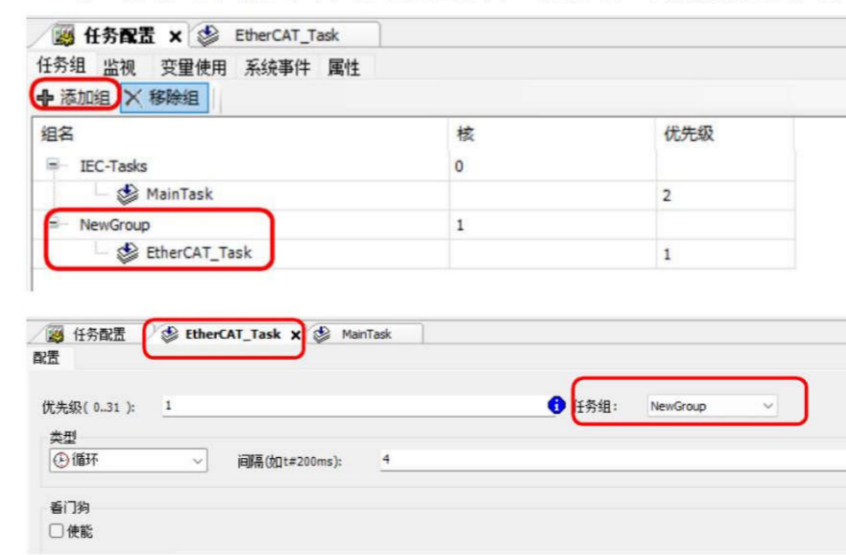 任务配置 EtherCAT_Task
任务组 监视 变量使用 系统事件 属性
添加组 移除组
组名 核 优先级
IEC-Tasks 0
MainTask 2
NewGroup 1
EtherCAT_Task 1
任务配置 EtherCAT_Task MainTask
配置
优先级( 0..31 ): 1 任务组: NewGroup
类型
循环 间隔(如t#200ms): 4
看门狗
使能